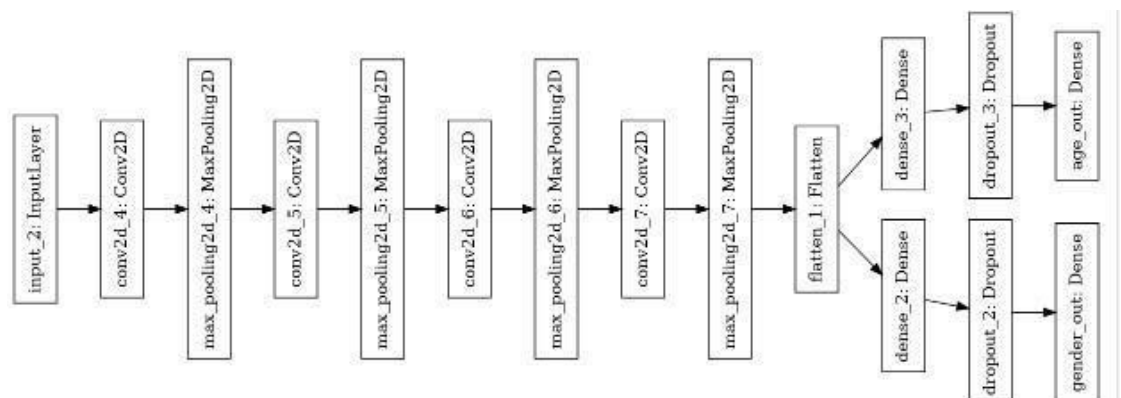 input_2: InputLayer
conv2d_4: Conv2D
max_pooling2d_4: MaxPooling2D
conv2d_5: Conv2D
max_pooling2d_5: MaxPooling2D
conv2d_6: Conv2D
max_pooling2d_6: MaxPooling2D
conv2d_7: Conv2D
max_pooling2d_7: MaxPooling2D
flatten_1: Flatten
dense_3: Dense
dropout_3: Dropout
age_out: Dense
dense_2: Dense
dropout_2: Dropout
gender_out: Dense